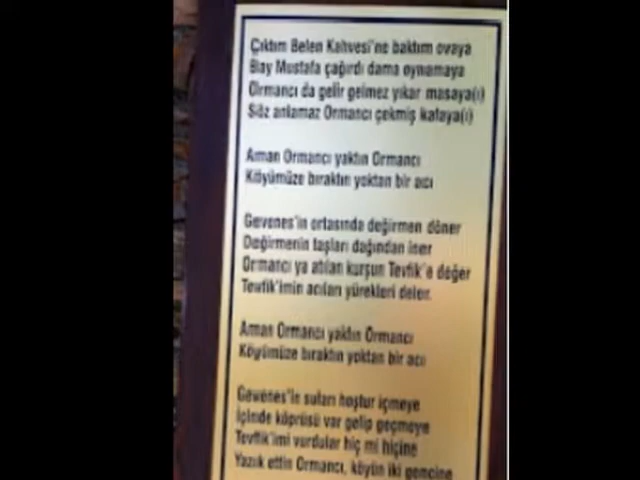 Çıktım Belen Kahvesi'ne baktım ovaya
Bay Mustafa çağırdı dama oynamaya
Ormancı da gelir gelmez yıkar masayı(ı)
Söz anlamaz Ormancı çekmiş kafaya(ı)
Aman Ormancı yaktın Ormancı
Köyümüze bıraktın yoktan bir acı
Gevenes'in ortasında değirmen döner
Değirmenin taşları dağından iner
Ormancı ya atılan kurşun Tevfik'e değer
Tevfik'imin acıları yürekleri deler.
Aman Ormancı yaktın Ormancı
Köyümüze bıraktın yoktan bir acı
Gevenes'in suları hoştur içmeye
İçinde köprüsü var gelip geçmeye
Tevfik'imi vurdular hiç mi hiçine
Yazık ettin Ormancı, köyün iki gencine